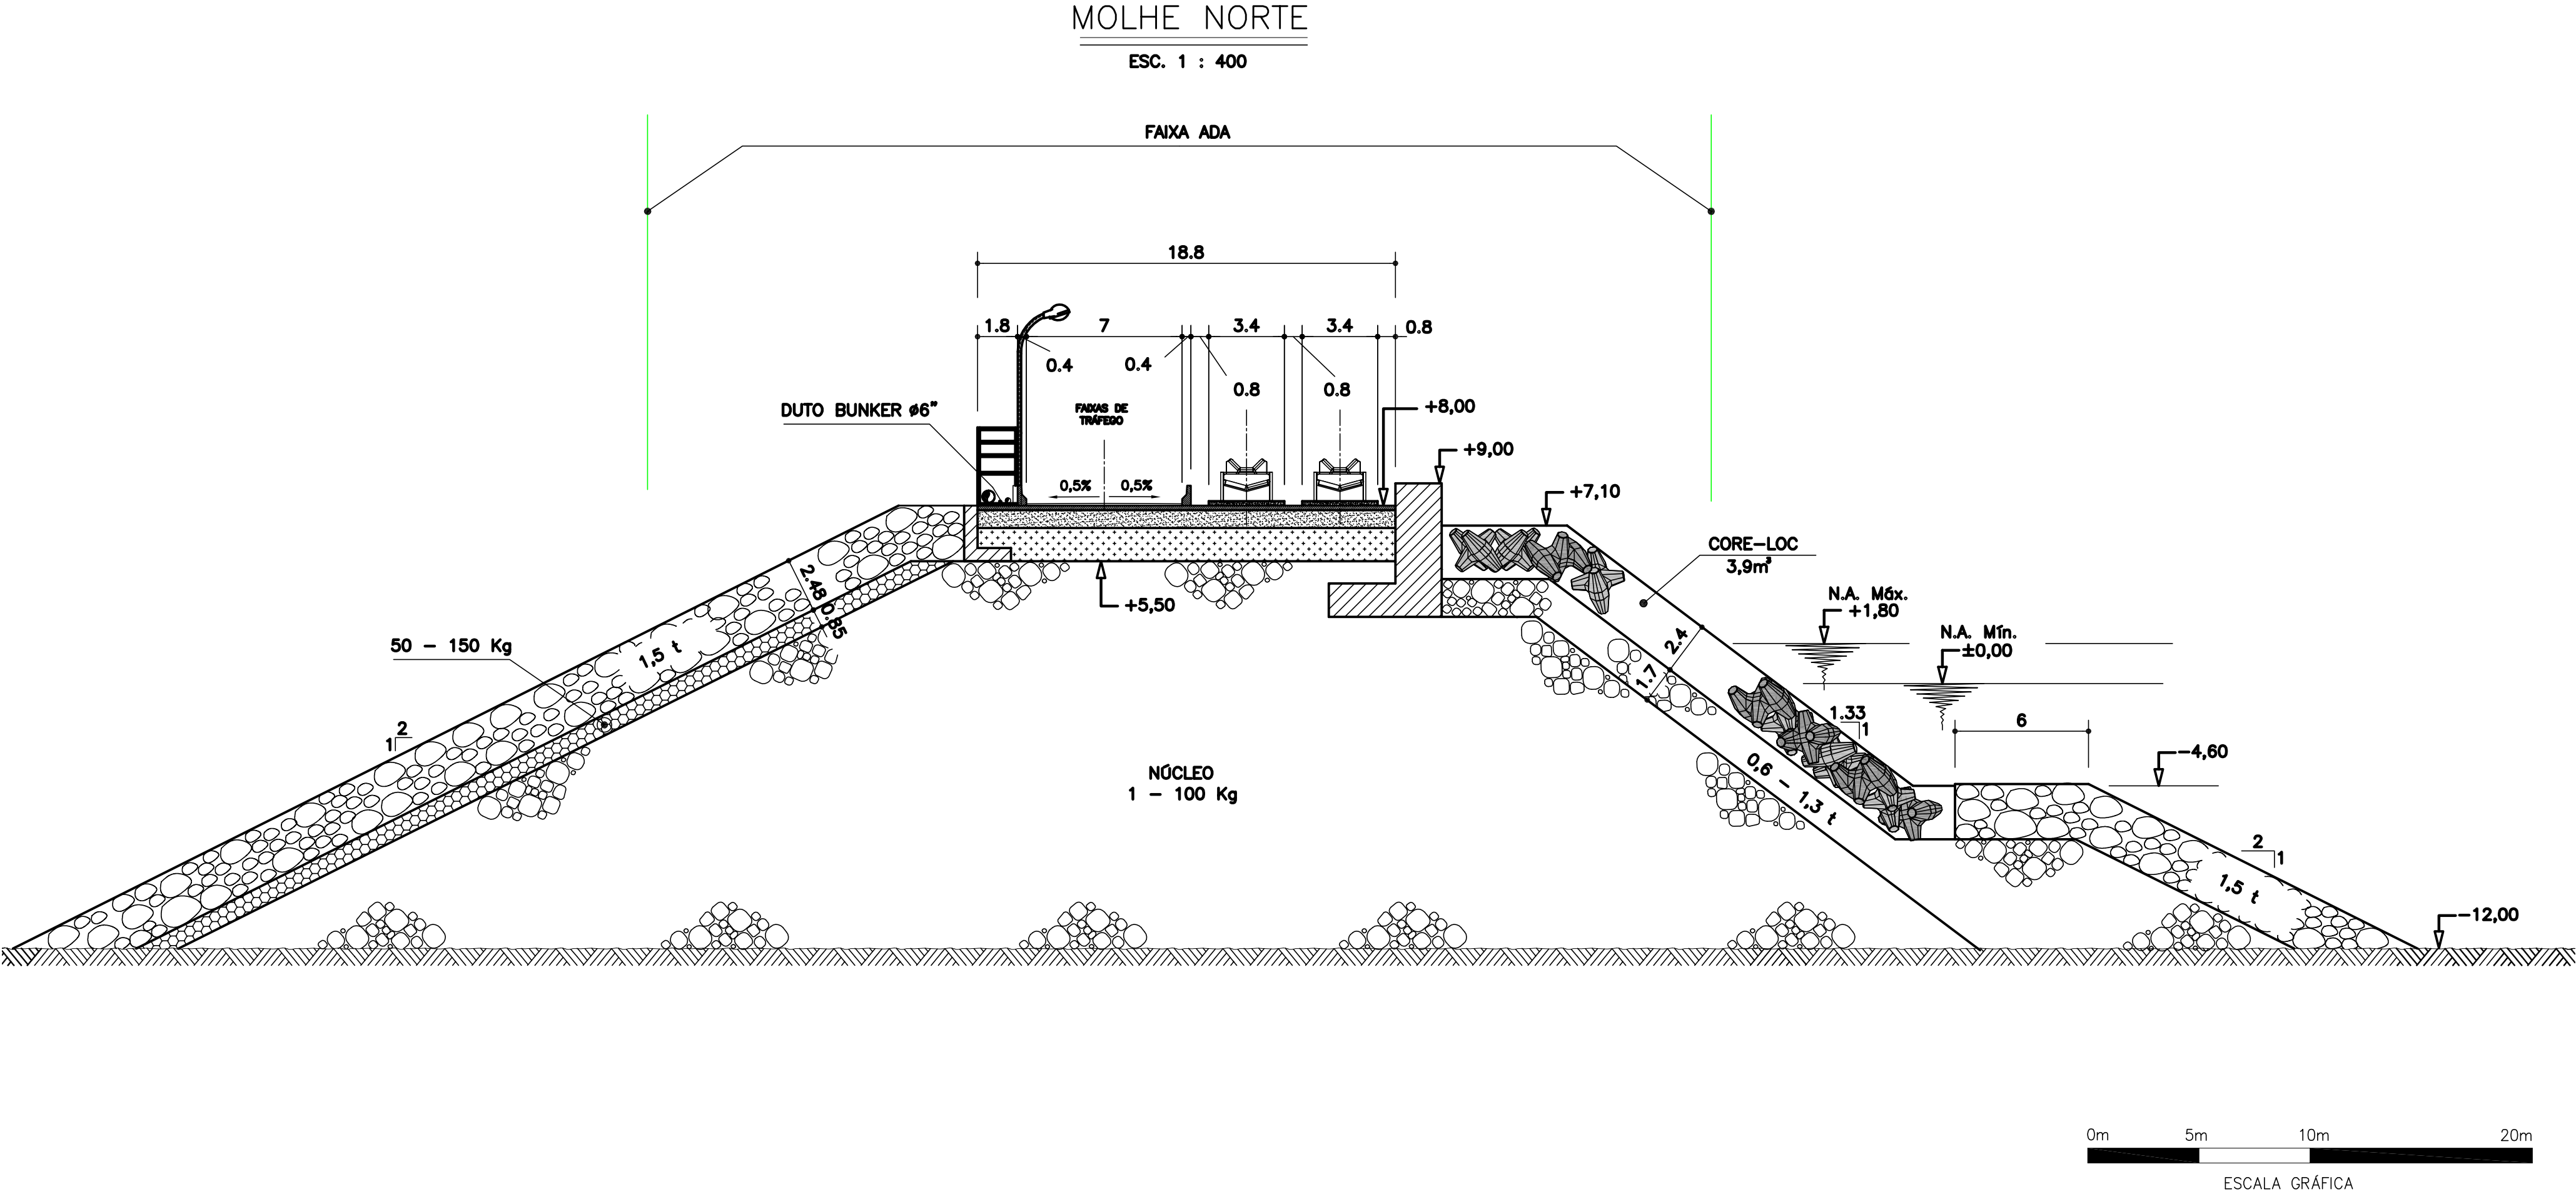 MOLHE NORTE
ESC. 1 : 400
FAIXA ADA
18.8
1.8
7
3.4
3.4
0.8
0.4
0.4
0.8
0.8
DUTO BUNKER ø6"
FAIXAS DE
TRÁFEGO
+8,00
+9,00
0,5%
0,5%
+7,10
CORE-LOC
3,9m³
2.48
0.85
+5,50
N.A. Máx.
+1,80
N.A. Mín.
±0,00
50 - 150 Kg
1,5 t
2.4
1.7
2
1
1.33
1
6
-4,60
NÚCLEO
1 - 100 Kg
0,6 - 1,3 t
2
1
1,5 t
-12,00
0m 5m 10m 20m
ESCALA GRÁFICA